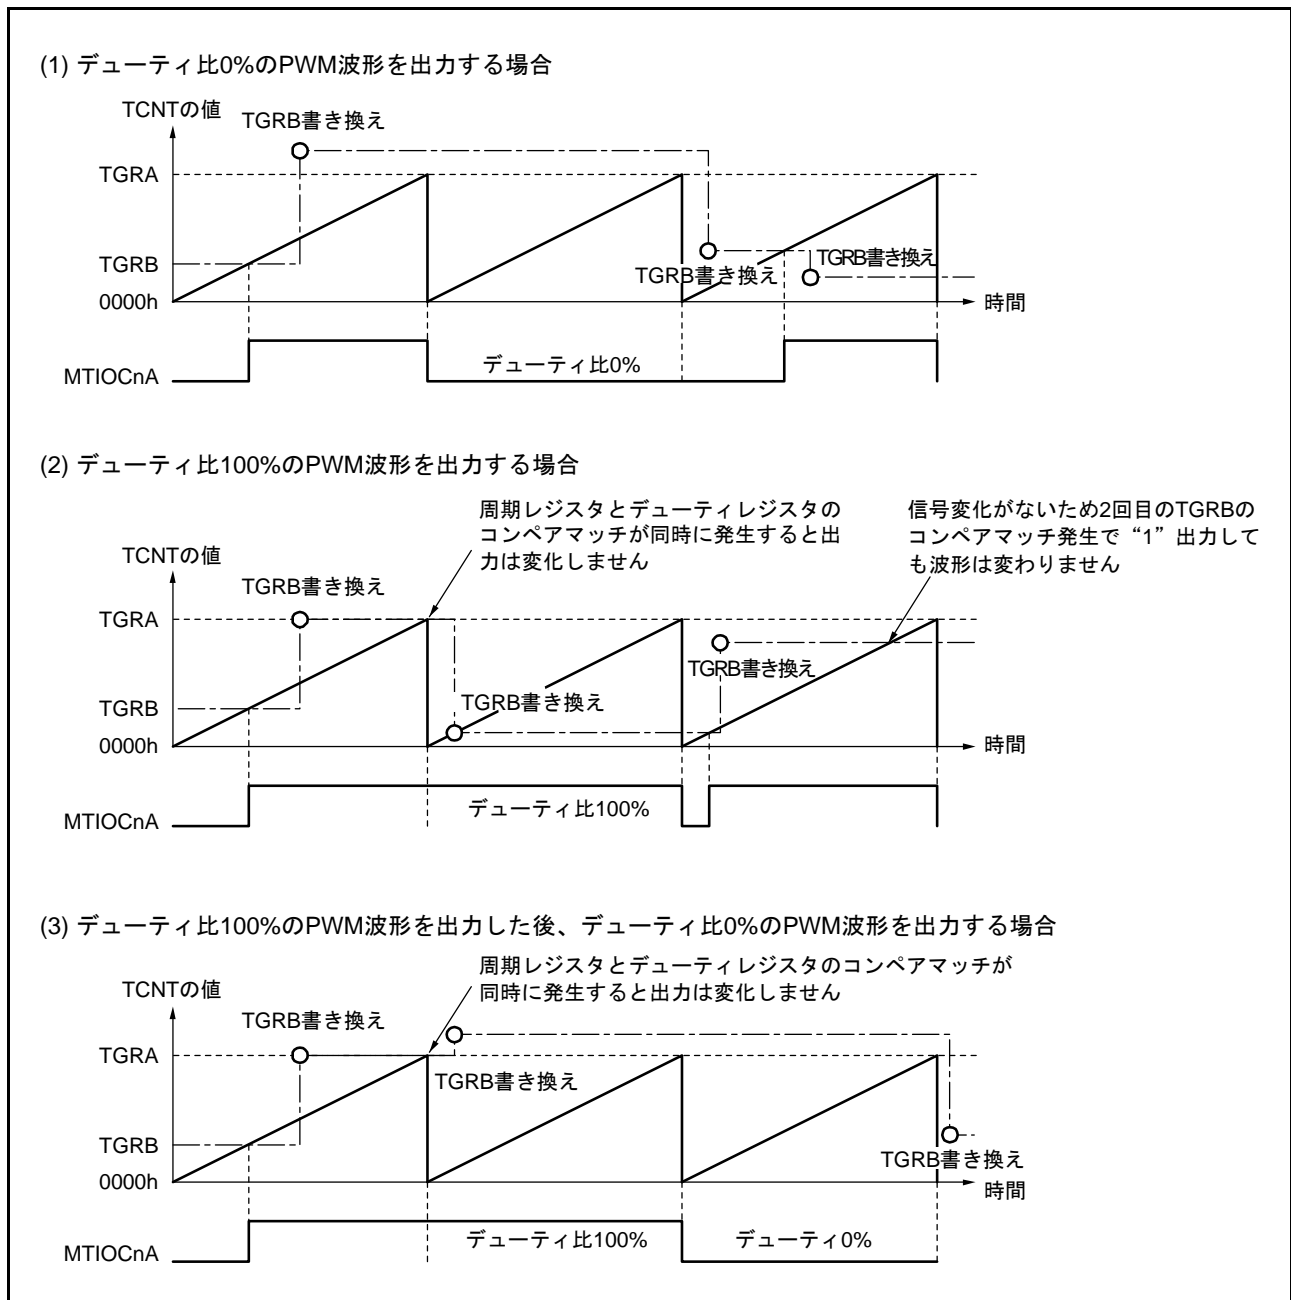 (1) デューティ比0%のPWM波形を出力する場合
TCNTの値
TGRB書き換え
TGRA
TGRB
TGRB書き換え
TGRB書き換え
0000h
時間
デューティ比0%
MTIOCnA
(2) デューティ比100%のPWM波形を出力する場合
周期レジスタとデューティレジスタの
コンペアマッチが同時に発生すると出
力は変化しません
信号変化がないため2回目のTGRBの
コンペアマッチ発生で“1”出力して
も波形は変わりません
TCNTの値
TGRB書き換え
TGRA
TGRB書き換え
TGRB書き換え
TGRB
0000h
時間
デューティ比100%
MTIOCnA
(3) デューティ比100%のPWM波形を出力した後、デューティ比0%のPWM波形を出力する場合
周期レジスタとデューティレジスタのコンペアマッチが
同時に発生すると出力は変化しません
TCNTの値
TGRB書き換え
TGRA
TGRB書き換え
TGRB
TGRB書き換え
0000h
時間
デューティ比100%
デューティ0%
MTIOCnA